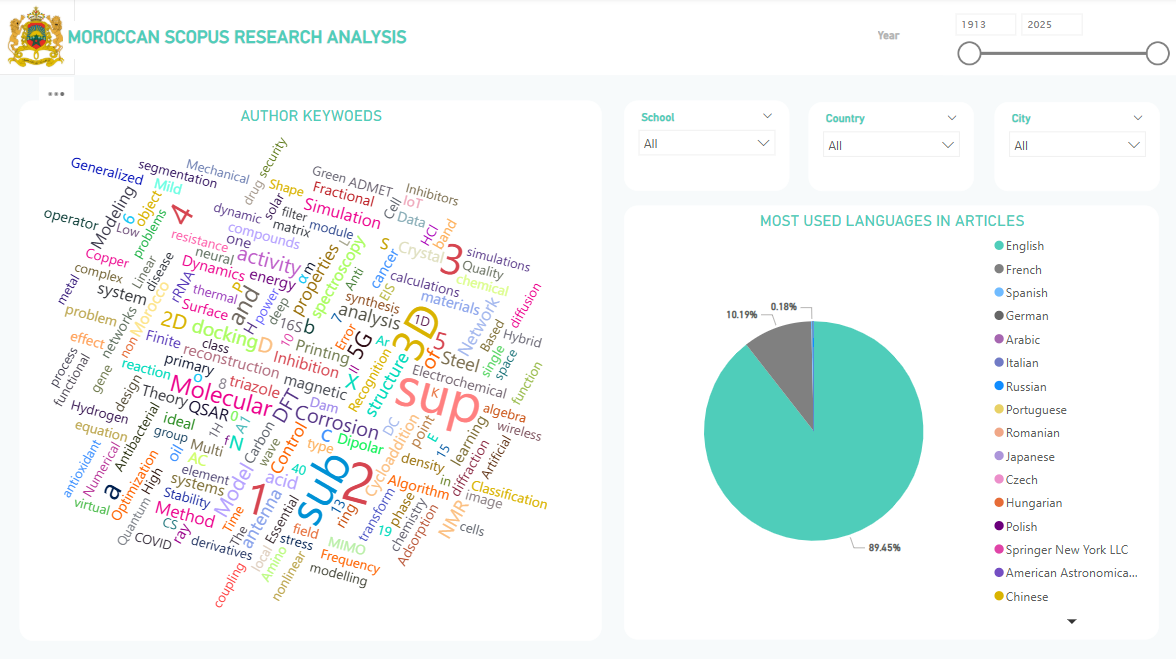 MOROCCAN SCOPUS RESEARCH ANALYSIS
Year
1913
2025
AUTHOR KEYWOEDS
security
Generalized
segmentation
Mechanical
drug
Mild
Shape
Green
ADMET
Inhibitors
Fractional
IoT
Cell
Modeling
object
4
solar
Simulation
Data
operator
6
Low
problems
dynamic
filter
matrix
module
HCl
band
resistance
compounds
one
S
Crystal
3
simulations
Copper
Linear
disease
neural
activity
properties
spectroscopy
cancer
Quality
complex
Dynamics
energy
α
m
Anti
calculations
chemical
metal
system
rRNA
thermal
P
power
deep
EIS
materials
diffusion
Morocco
Surface
and
synthesis
problem
2D
H
16S
b
7
analysis
3D
1D
Network
networks
docking
10
Error
5G
5
Based
Hybrid
effect
non
Finite
class
D
Printing
Ar
of
Steel
single
space
process
gene
reconstruction
Inhibition
II
Recognition
structure
Electrochemical
function
functional
reaction
primary
o
8
triazole
magnetic
X
sup
K
design
Theory
Molecular
DFT
Dam
algebra
Hydrogen
QSAR
0
A1
Corrosion
DC
wireless
equation
Antibacterial
ideal
1H
f
N
Carbon
C
Dipolar
point
E
group
Multi
wave
Control
type
Cycloaddition
15
learning
Artificial
antioxidant
Numerical
oil
AC
40
density
diffraction
a
High
element
systems
Model
acid
sub
2
Algorithm
in
Classification
virtual
Optimization
Stability
1
13
ring
transform
phase
image
Quantum
Method
Time
antenna
Essential
19
chemistry
NMR
CS
ray
The
field
Adsorption
cells
COVID
derivatives
local
stress
MIMO
Amino
Frequency
coupling
nonlinear
modelling
School
All
Country
All
City
All
MOST USED LANGUAGES IN ARTICLES
0.18%
10.19%
89.45%
English
French
Spanish
German
Arabic
Italian
Russian
Portuguese
Romanian
Japanese
Czech
Hungarian
Polish
Springer New York LLC
American Astronomica...
Chinese